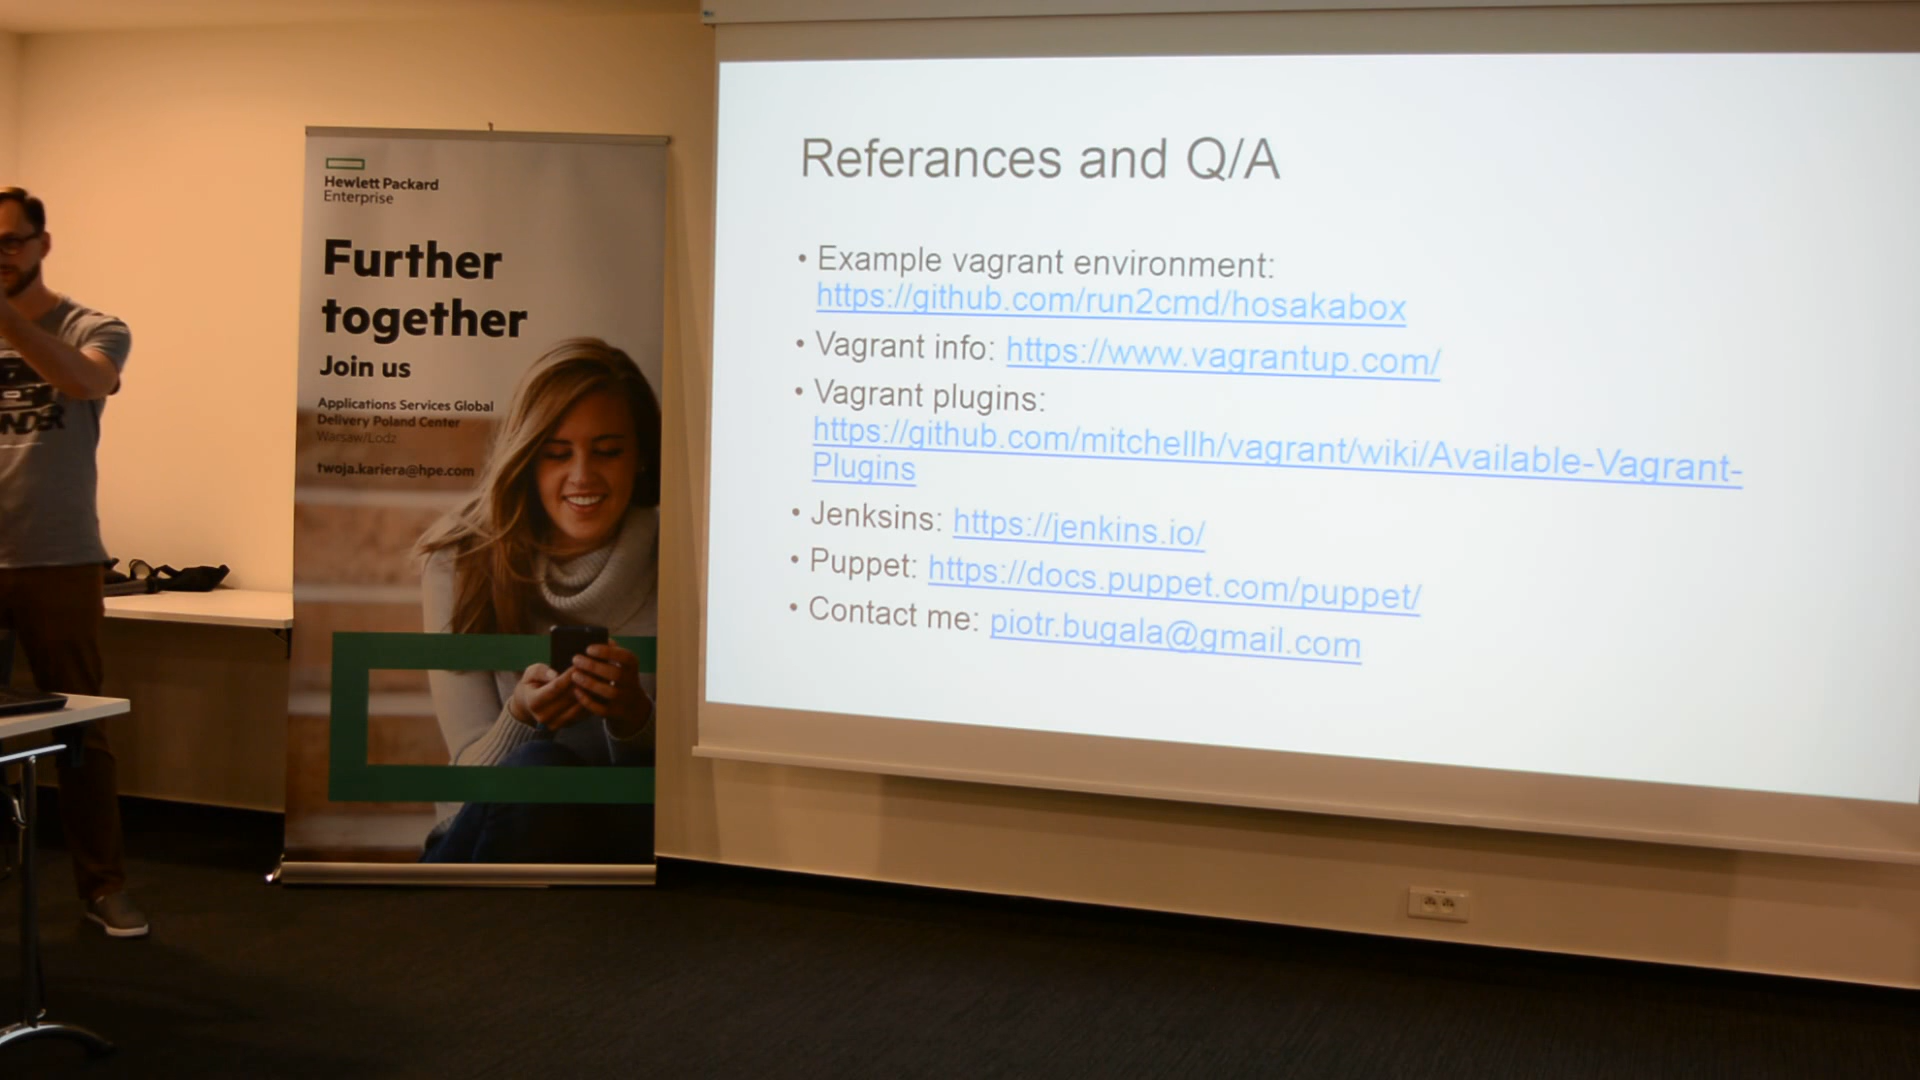 Hewlett Packard
Enterprise
Further
together
Join us
Applications Services Global
Delivery Poland Center
Warsaw/Lodz
twoja.kariera@hpe.com
NDER
Referances and Q/A
• Example vagrant environment:
https://github.com/run2cmd/hosakabox
• Vagrant info: https://www.vagrantup.com/
• Vagrant plugins:
https://github.com/mitchellh/vagrant/wiki/Available-Vagrant-
Plugins
• Jenksins: https://jenkins.io/
• Puppet: https://docs.puppet.com/puppet/
• Contact me: piotr.bugala@gmail.com